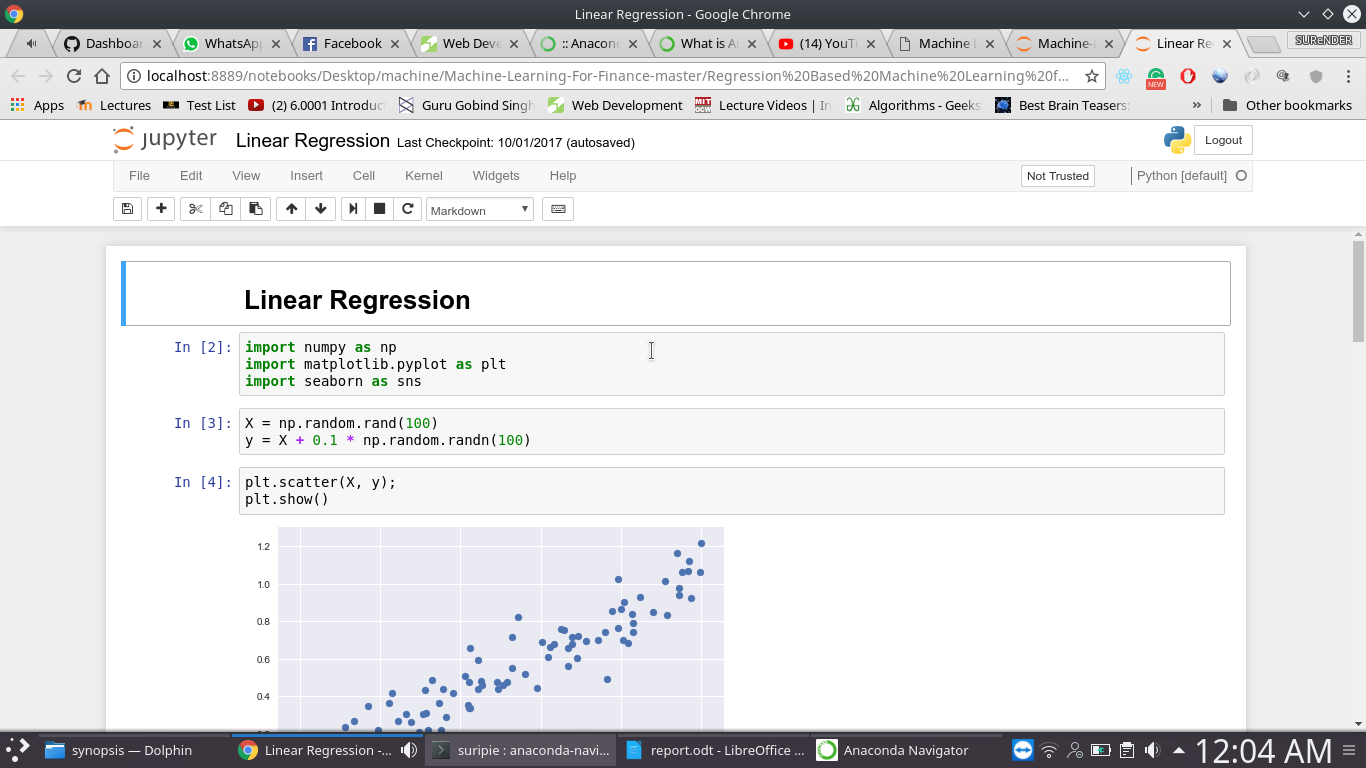 Linear Regression - Google Chrome
Dashboar WhatsAp Facebook Web Deve :: Anacon What is A (14) YouT Machine L Machine- Linear Re SUReNDER
localhost:8889/notebooks/Desktop/machine/Machine-Learning-For-Finance-master/Regression%20Based%20Machine%20Learning%20f... NEW
Apps Lectures Test List (2) 6.0001 Introduc Guru Gobind Singh Web Development MIT Lecture Videos | In Algorithms - Geeks Best Brain Teasers: » Other bookmarks
jupyter Linear Regression Last Checkpoint: 10/01/2017 (autosaved) Logout
File Edit View Insert Cell Kernel Widgets Help Not Trusted Python [default]
Markdown
Linear Regression
In [2]: import numpy as np
import matplotlib.pyplot as plt
import seaborn as sns
In [3]: X = np.random.rand(100)
y = X + 0.1 * np.random.randn(100)
In [4]: plt.scatter(X, y);
plt.show()
1.2
1.0
0.8
0.6
0.4
synopsis — Dolphin Linear Regression -... suripie : anaconda-navi... report.odt - LibreOffice ... Anaconda Navigator 12:04 AM